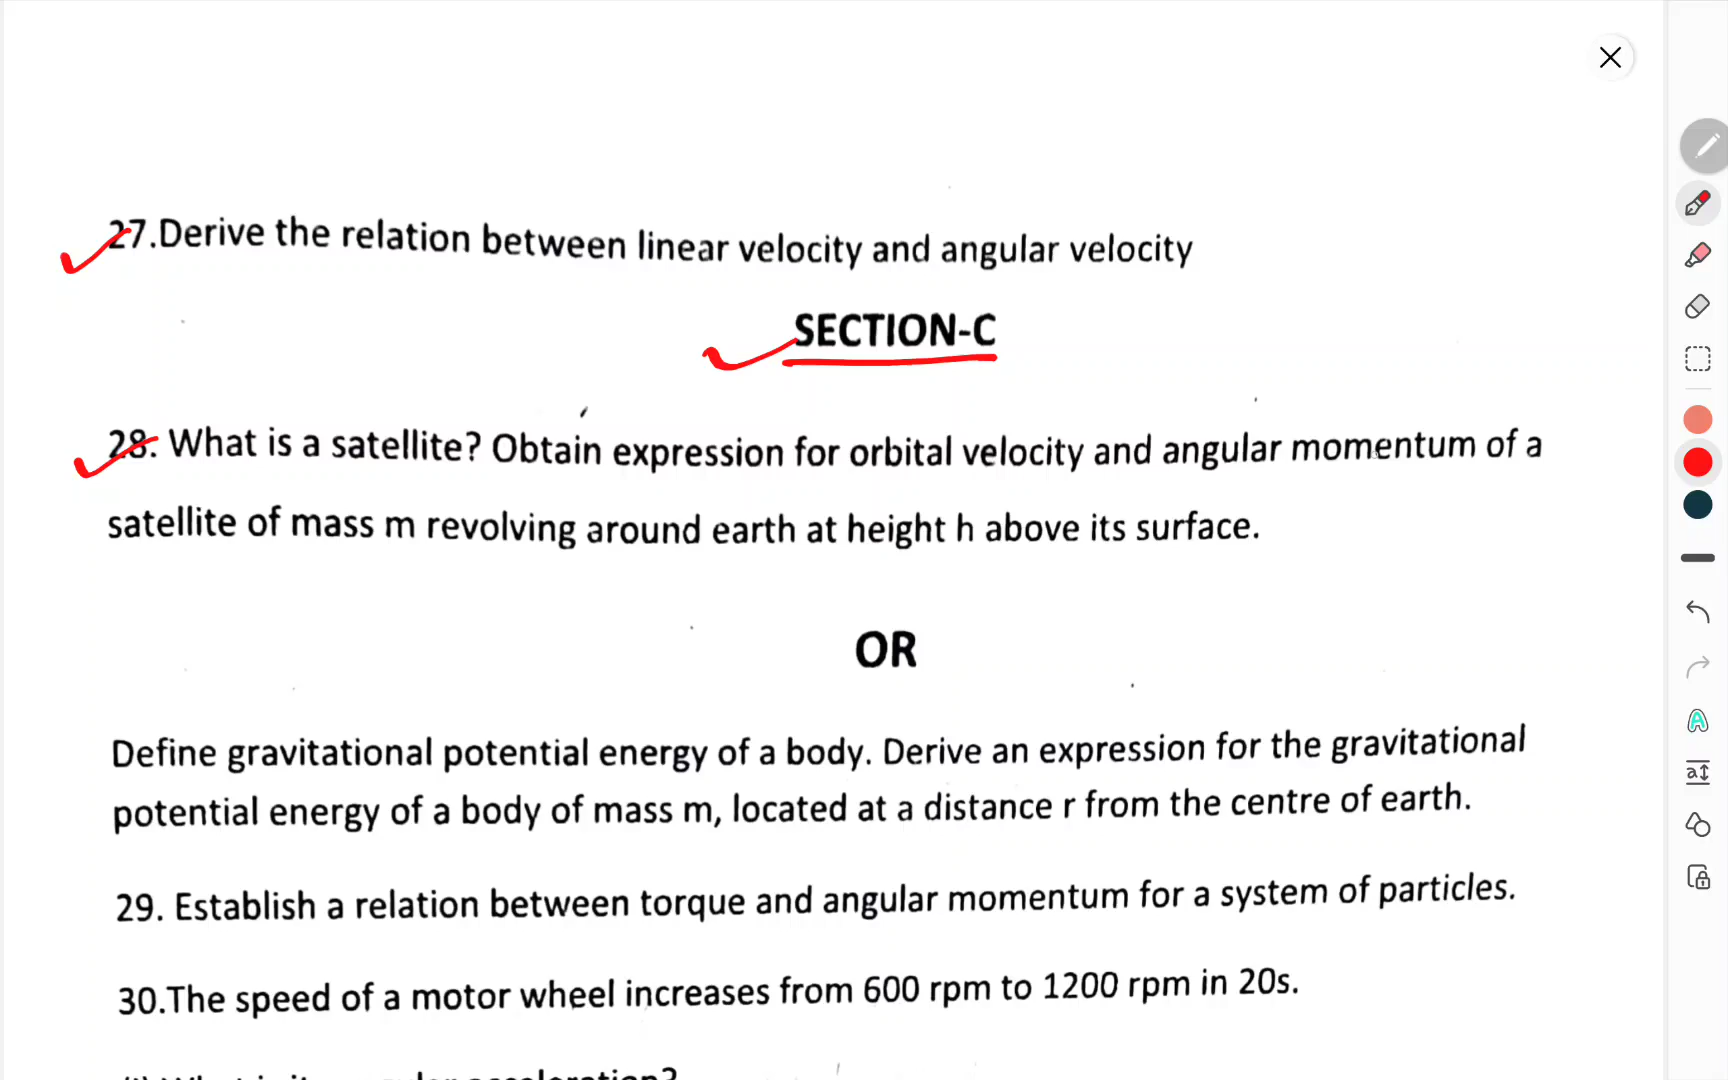 27.Derive the relation between linear velocity and angular velocity
SECTION-C
28. What is a satellite? Obtain expression for orbital velocity and angular momentum of a
satellite of mass m revolving around earth at height h above its surface.
OR
Define gravitational potential energy of a body. Derive an expression for the gravitational
potential energy of a body of mass m, located at a distance r from the centre of earth.
29. Establish a relation between torque and angular momentum for a system of particles.
30.The speed of a motor wheel increases from 600 rpm to 1200 rpm in 20s.